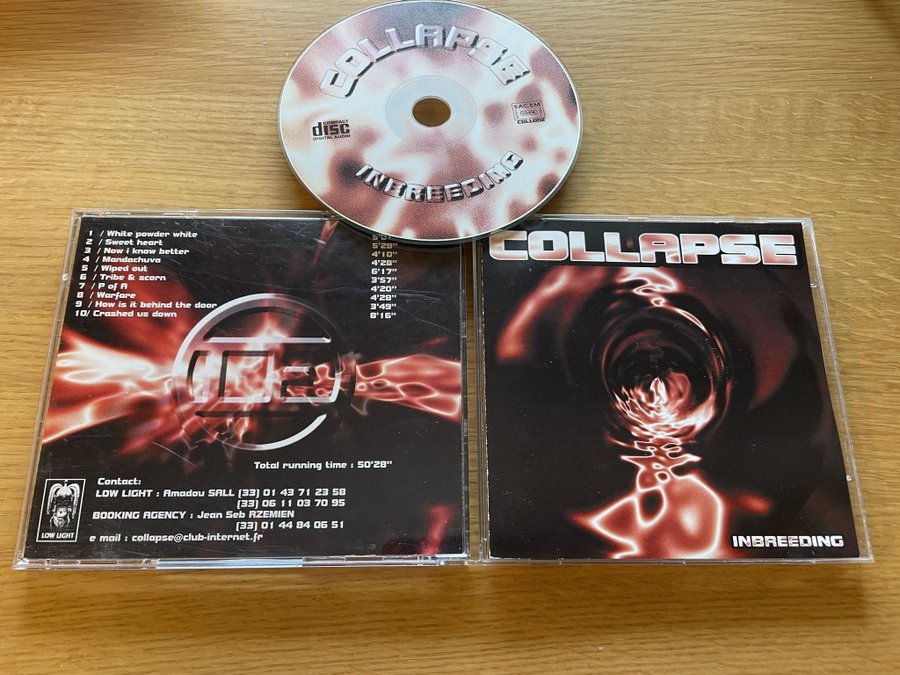 COLLAPSE
COMPACT
disc
DIGITAL AUDIO
SACEM
INBREEDING
1 / White powder white
2 / Sweet heart 5'28"
3 / Now i know better 4'10"
4 / Mandachuva 4'28"
5 / Wiped out 6'17"
6 / Tribe & scorn 3'57"
7 / P of A 4'20"
8 / Warfare 4'28"
9 / How is it behind the door 3'49"
10/ Crashed us down 8'16"
Total running time : 50'28"
Contact:
LOW LIGHT : Amadou SALL (33) 01 43 71 23 58
(33) 06 11 03 70 95
BOOKING AGENCY : Jean Seb RZEMIEN
(33) 01 44 84 06 51
e mail : collapse@club-internet.fr
LOW LIGHT
COLLAPSE
INBREEDING